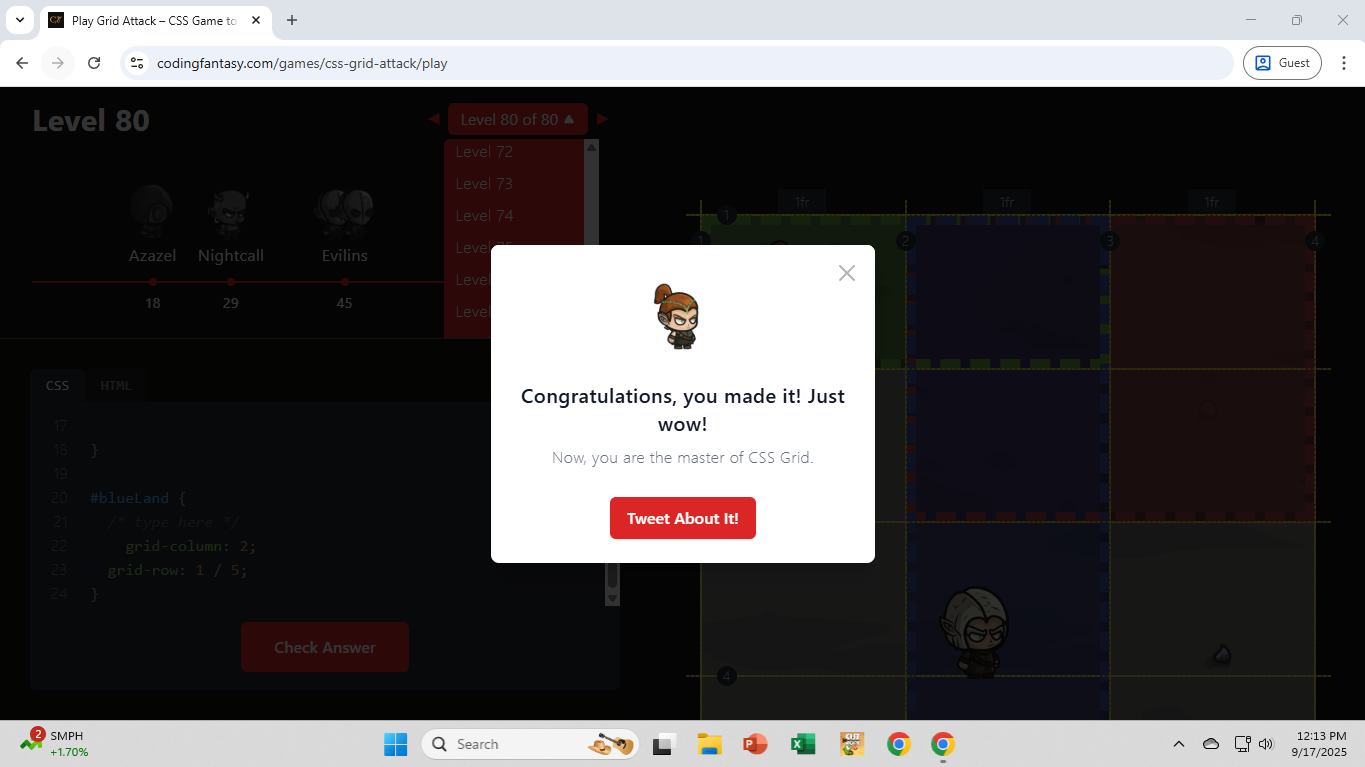 Play Grid Attack – CSS Game to
codingfantasy.com/games/css-grid-attack/play
Guest
Level 80
Level 80 of 80
Level 72
Level 73
Level 74
Level 75
Level
Level
Azazel
Nightcall
Evilins
18
29
45
CSS
HTML
17
18 }
19
20 #blueLand {
21 /* type here */
22 grid-column: 2;
23 grid-row: 1 / 5;
24 }
Check Answer
1fr
1fr
1fr
1
1
2
3
4
4
Congratulations, you made it! Just
wow!
Now, you are the master of CSS Grid.
Tweet About It!
2
SMPH
+1.70%
Search
12:13 PM
9/17/2025